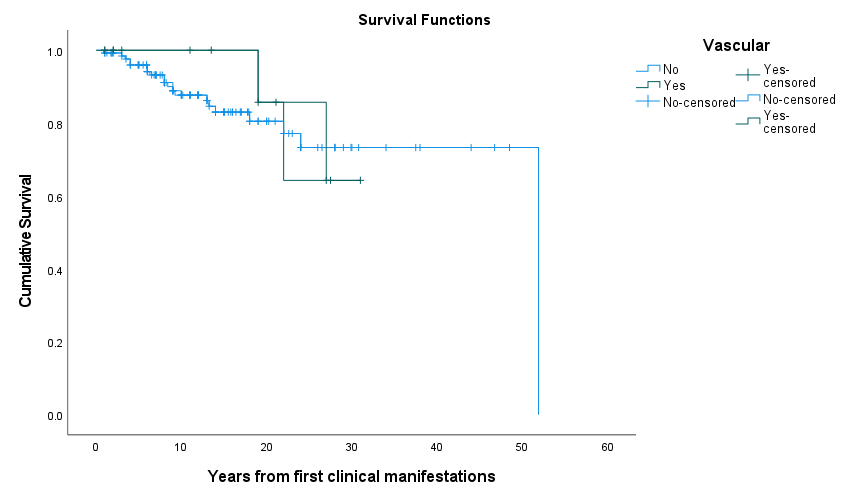 Survival Functions
Vascular
No
Yes
No-censored
Yes-
censored
No-censored
Yes-
censored
Cumulative Survival
1.0
0.8
0.6
0.4
0.2
0.0
0
10
20
30
40
50
60
Years from first clinical manifestations